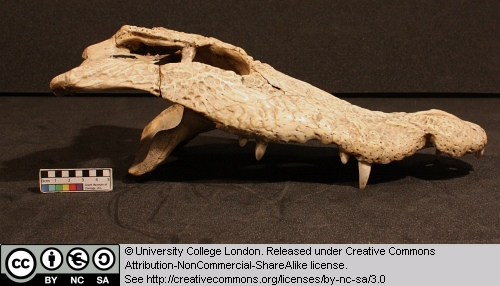 © University College London. Released under Creative Commons
Attribution-NonCommercial-ShareAlike license.
See http://creativecommons.org/licenses/by-nc-sa/3.0
cc
BY NC SA